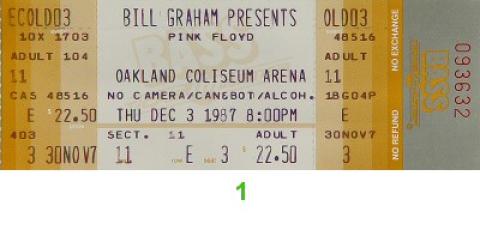 ECOLD03 BILL GRAHAM PRESENTS OLD03
10X 1703 PINK FLOYD 48516
ADULT 104 ADULT
11 OAKLAND COLISEUM ARENA 11
CAS 48516 NO CAMERA/CAN&BOT/ALCOH. 18G04P
E 22.50 THU DEC 3 1987 8:00PM E
403 SECT. 11 ADULT 30NOV7
3 30NOV7 11 E 3 22.50 3
row seat
NO REFUND NO EXCHANGE
BASS
093632
1